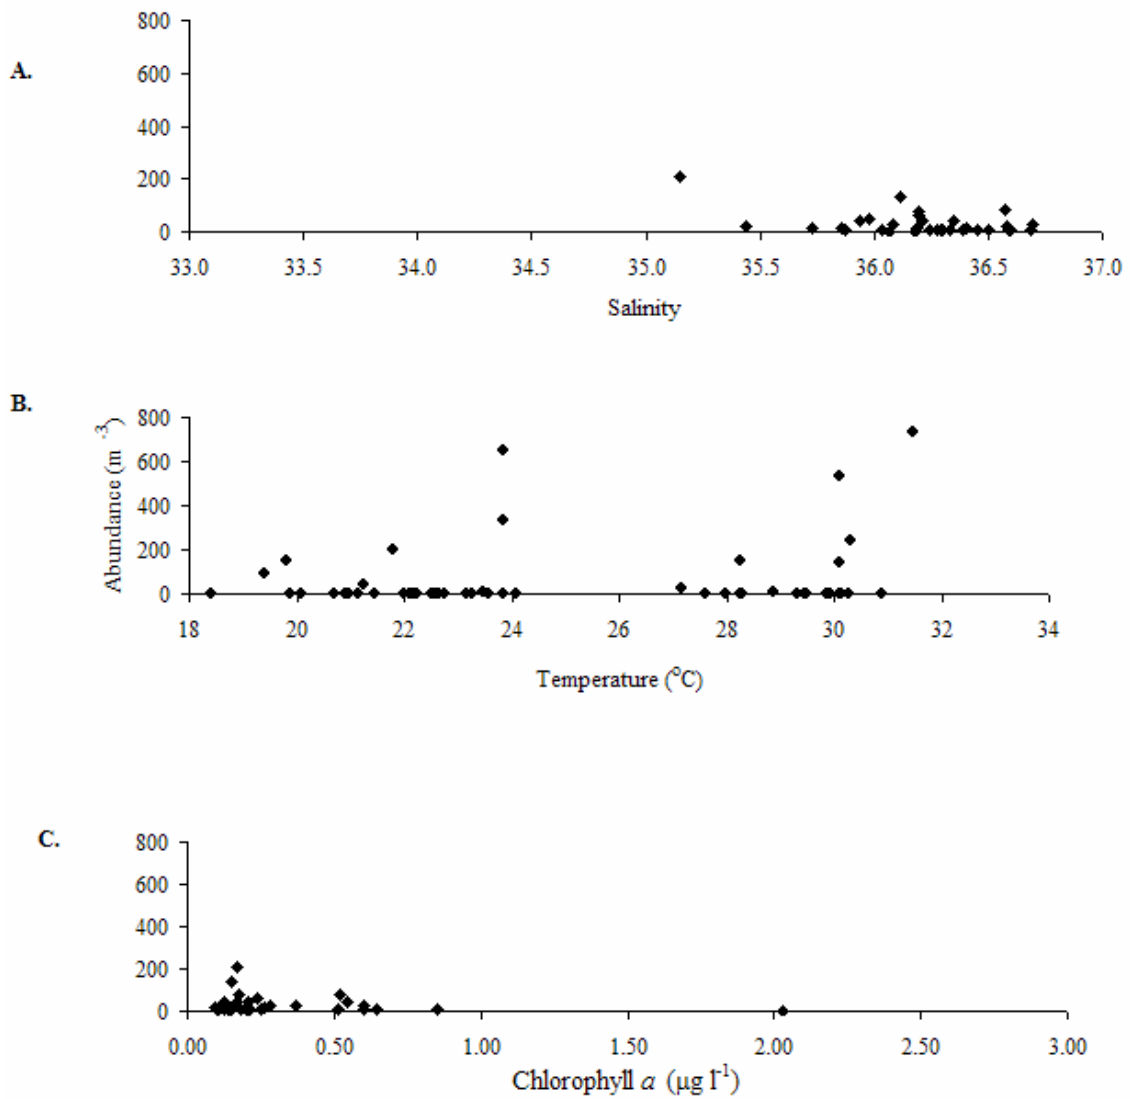 A.
800
600
400
200
0
33.0 33.5 34.0 34.5 35.0 35.5 36.0 36.5 37.0
Salinity
B.
Abundance (m ⁻³)
800
600
400
200
0
18 20 22 24 26 28 30 32 34
Temperature (ᴼC)
C.
800
600
400
200
0
0.00 0.50 1.00 1.50 2.00 2.50 3.00
Chlorophyll a (µg l⁻¹)